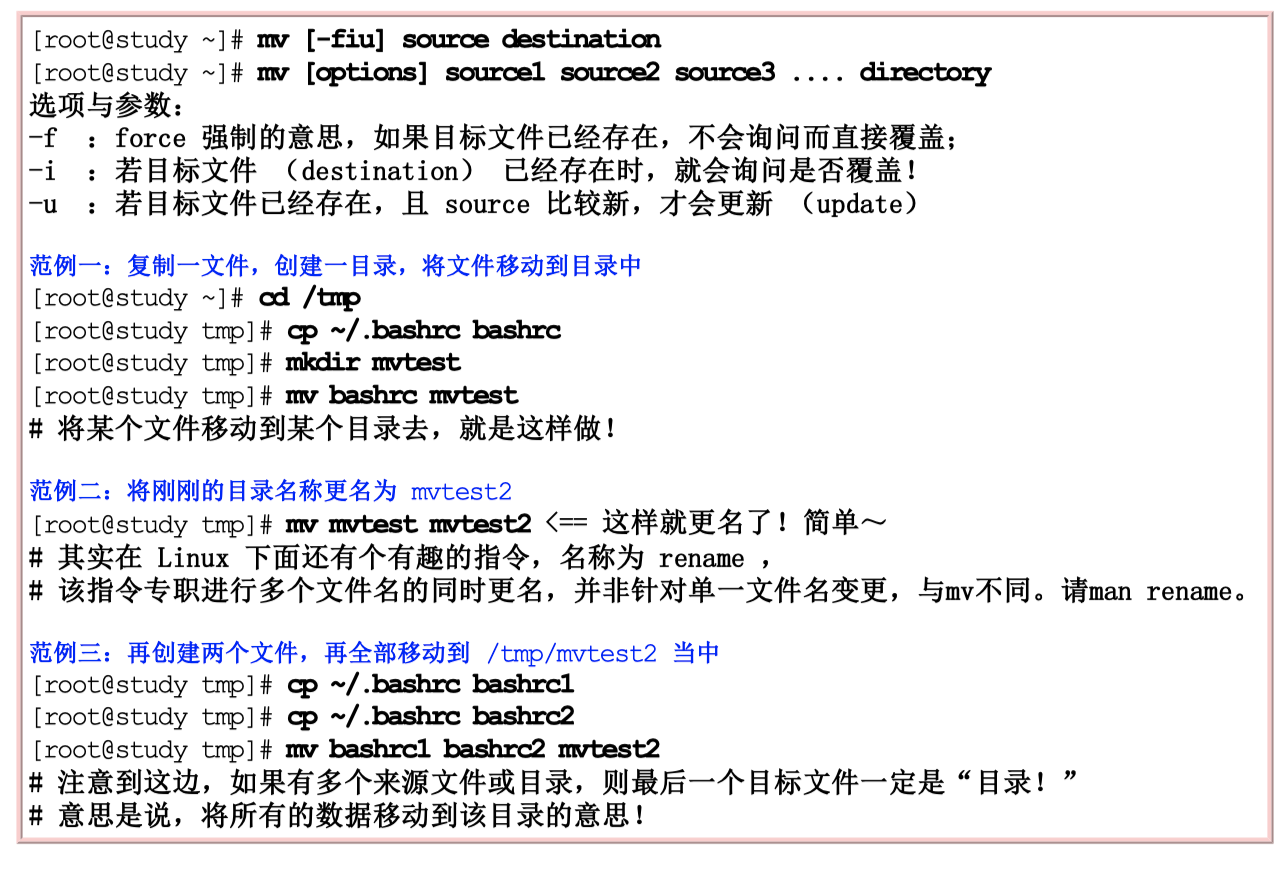 [root@study ~]# mv [-fiu] source destination
[root@study ~]# mv [options] source1 source2 source3 .... directory
选项与参数：
-f ：force 强制的意思，如果目标文件已经存在，不会询问而直接覆盖；
-i ：若目标文件 （destination） 已经存在时，就会询问是否覆盖！
-u ：若目标文件已经存在，且 source 比较新，才会更新 （update）
范例一：复制一文件，创建一目录，将文件移动到目录中
[root@study ~]# cd /tmp
[root@study tmp]# cp ~/.bashrc bashrc
[root@study tmp]# mkdir mvtest
[root@study tmp]# mv bashrc mvtest
# 将某个文件移动到某个目录去，就是这样做！
范例二：将刚刚的目录名称更名为 mvtest2
[root@study tmp]# mv mvtest mvtest2 <== 这样就更名了！简单～
# 其实在 Linux 下面还有个有趣的指令，名称为 rename ，
# 该指令专职进行多个文件名的同时更名，并非针对单一文件名变更，与mv不同。请man rename。
范例三：再创建两个文件，再全部移动到 /tmp/mvtest2 当中
[root@study tmp]# cp ~/.bashrc bashrc1
[root@study tmp]# cp ~/.bashrc bashrc2
[root@study tmp]# mv bashrc1 bashrc2 mvtest2
# 注意到这边，如果有多个来源文件或目录，则最后一个目标文件一定是“目录！”
# 意思是说，将所有的数据移动到该目录的意思！